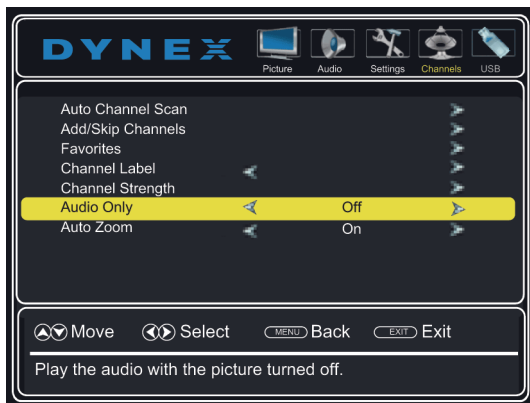 DYNEX
Picture Audio Settings Channels USB
Auto Channel Scan
Add/Skip Channels
Favorites
Channel Label
Channel Strength
Audio Only Off
Auto Zoom On
Move Select MENU Back EXIT Exit
Play the audio with the picture turned off.